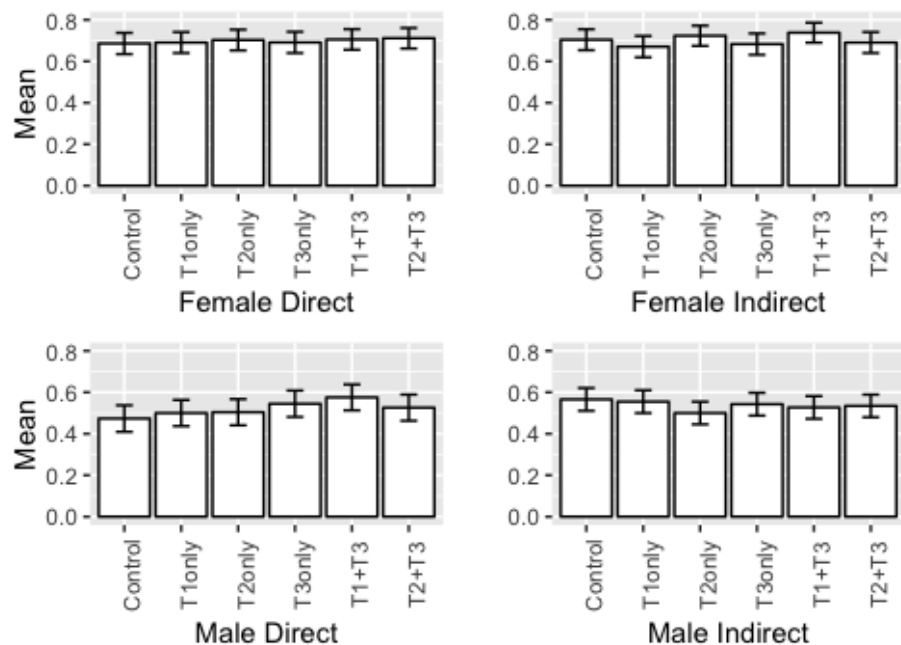 Mean
0.8
0.6
0.4
0.2
0.0
Control
T1only
T2only
T3only
T1+T3
T2+T3
Female Direct
0.8
0.6
0.4
0.2
0.0
Control
T1only
T2only
T3only
T1+T3
T2+T3
Female Indirect
Mean
0.8
0.6
0.4
0.2
0.0
Control
T1only
T2only
T3only
T1+T3
T2+T3
Male Direct
0.8
0.6
0.4
0.2
0.0
Control
T1only
T2only
T3only
T1+T3
T2+T3
Male Indirect